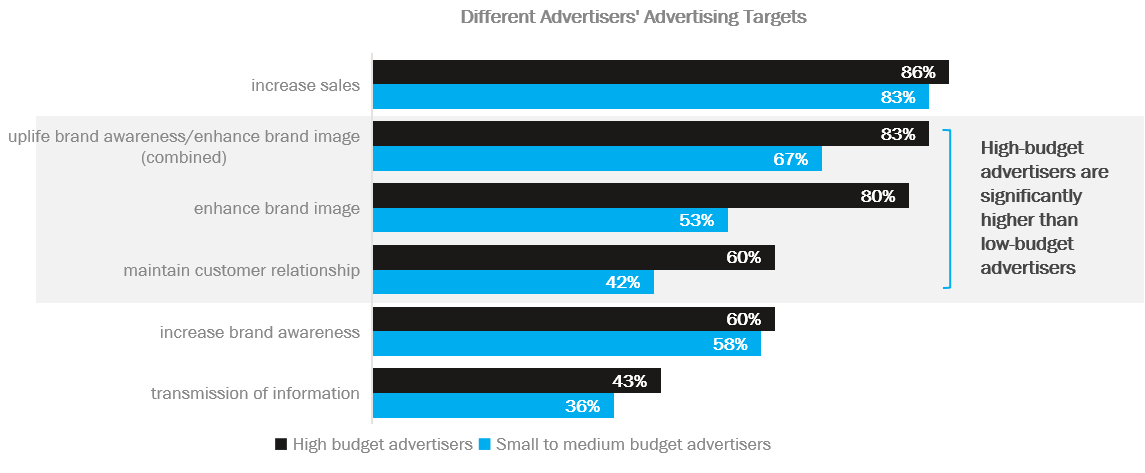 Different Advertisers' Advertising Targets
increase sales
86%
83%
uplife brand awareness/enhance brand image
(combined)
83%
67%
enhance brand image
80%
53%
maintain customer relationship
60%
42%
increase brand awareness
60%
58%
transmission of information
43%
36%
High-budget
advertisers are
significantly
higher than
low-budget
advertisers
High budget advertisers
Small to medium budget advertisers